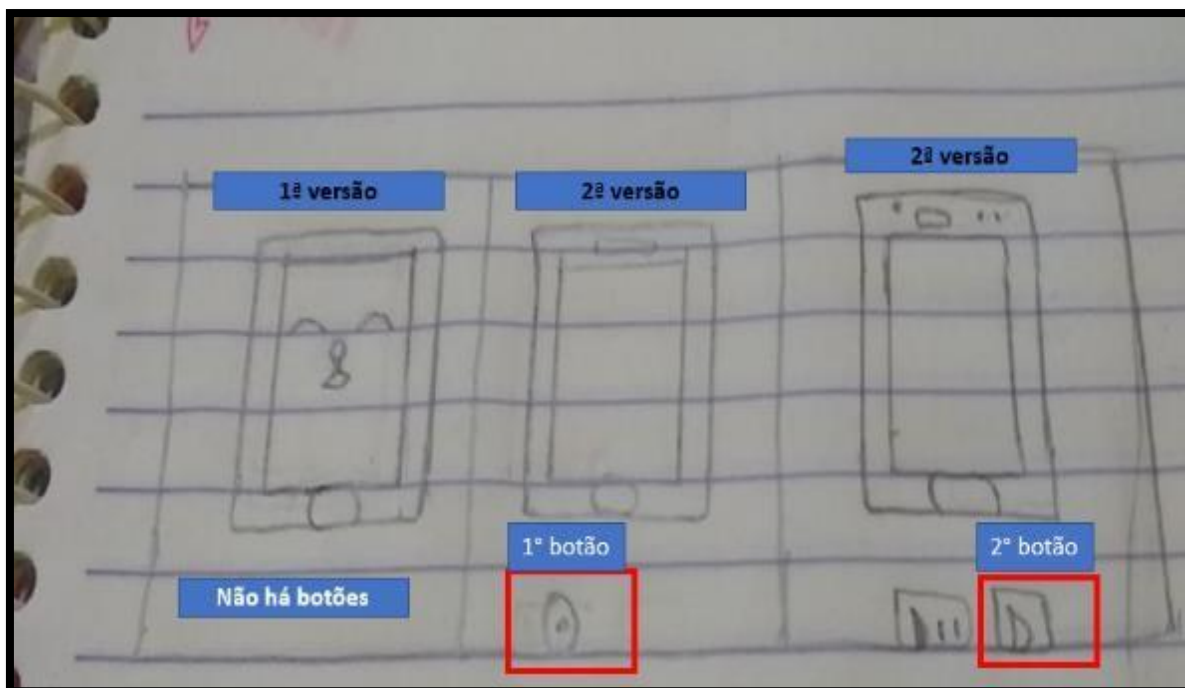 1ª versão
2ª versão
2ª versão
Não há botões
1° botão
2° botão